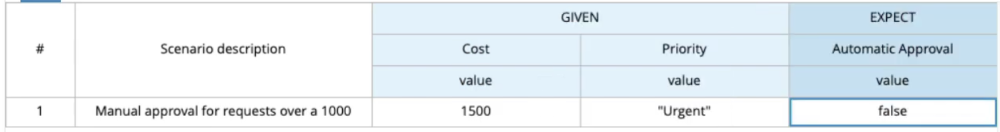 GIVEN EXPECT
# Scenario description Cost Priority Automatic Approval
value value value
1 Manual approval for requests over a 1000 1500 "Urgent" false